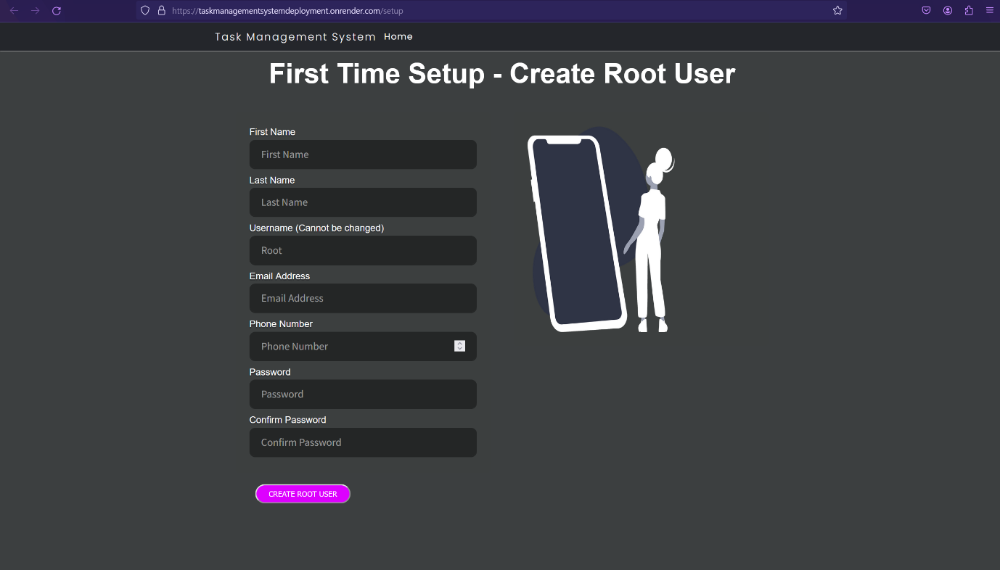 https://taskmanagementsystemdeployment.onrender.com/setup
Task Management System Home
First Time Setup - Create Root User
First Name
First Name
Last Name
Last Name
Username (Cannot be changed)
Root
Email Address
Email Address
Phone Number
Phone Number
Password
Password
Confirm Password
Confirm Password
CREATE ROOT USER